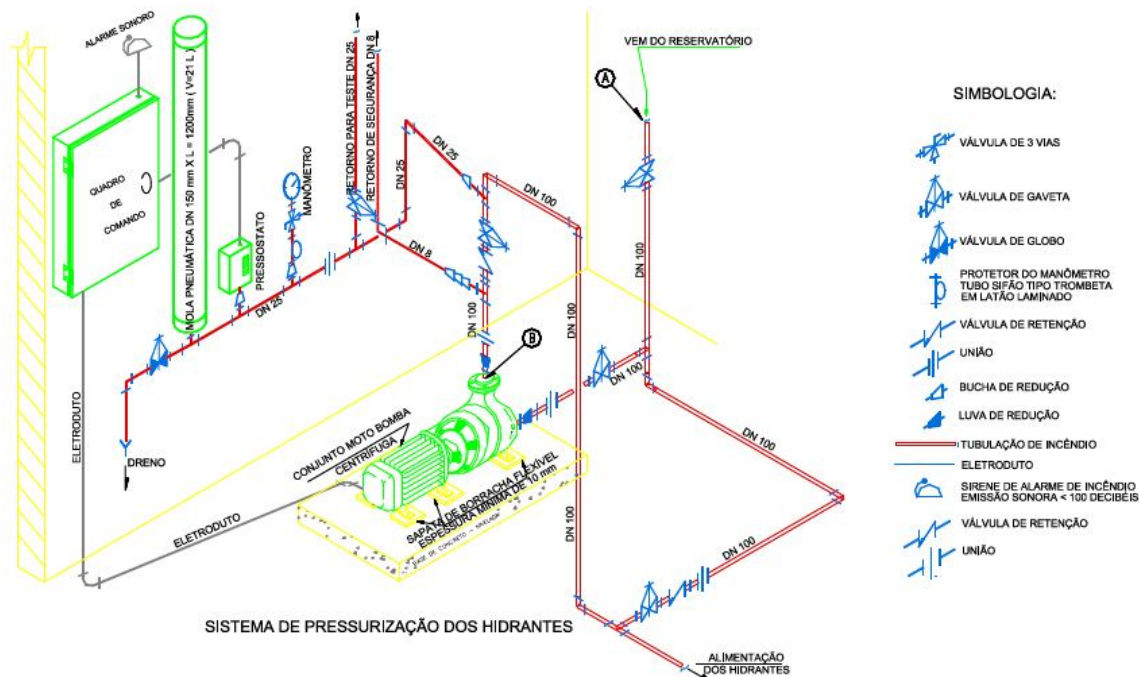 ALARME SONORO
QUADRO
DE
COMANDO
MOLA PNEUMÁTICA DN 150 mm X L = 1200mm ( V=21 L )
PRESSOSTATO
MANÔMETRO
RETORNO PARA TESTE DN 25
RETORNO DE SEGURANÇA DN 8
DN 25
DN 25
DN 25
DN 8
DN 100
DN 100
DN 100
DN 100
VEM DO RESERVATÓRIO
A
DN 100
DN 100
B
DN 100
DN 100
ELETRODUTO
DRENO
ELETRODUTO
CONJUNTO MOTO BOMBA
CENTRÍFUGA
SAPATA DE BORRACHA FLEXÍVEL
ESPESSURA MINIMA DE 10 mm
BASE DE CONCRETO - NIVELADA
SISTEMA DE PRESSURIZAÇÃO DOS HIDRANTES
ALIMENTAÇÃO
DOS HIDRANTES
SIMBOLOGIA:
VÁLVULA DE 3 VIAS
VÁLVULA DE GAVETA
VÁLVULA DE GLOBO
PROTETOR DO MANÔMETRO
TUBO SIFÃO TIPO TROMBETA
EM LATÃO LAMINADO
VÁLVULA DE RETENÇÃO
UNIÃO
BUCHA DE REDUÇÃO
LUVA DE REDUÇÃO
TUBULAÇÃO DE INCÊNDIO
ELETRODUTO
SIRENE DE ALARME DE INCÊNDIO
EMISSÃO SONORA < 100 DECIBÉIS
VÁLVULA DE RETENÇÃO
UNIÃO